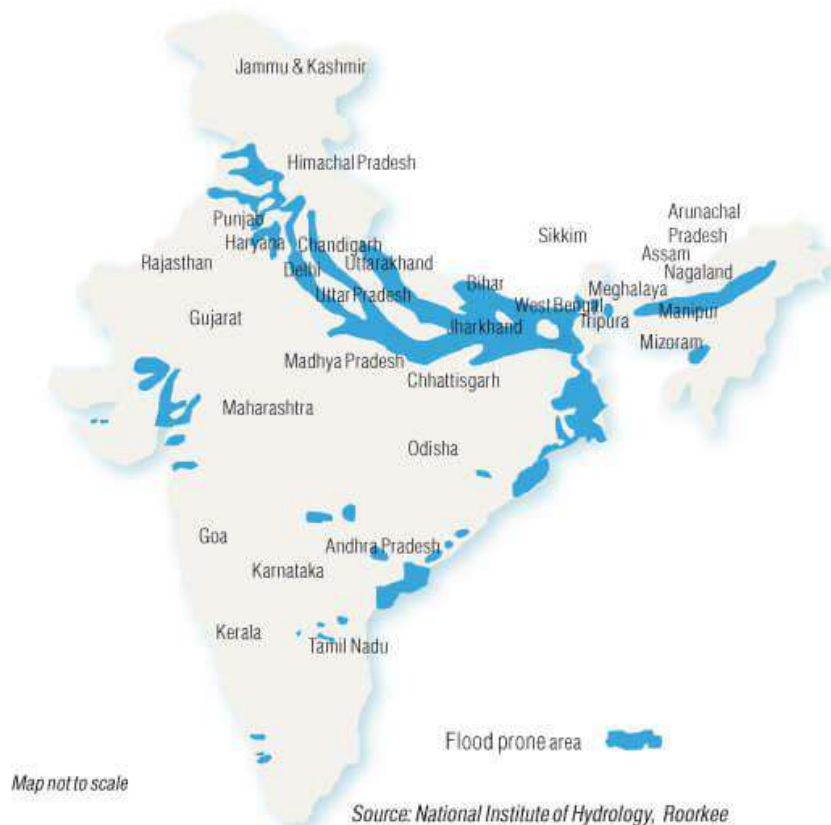 Jammu & Kashmir
Himachal Pradesh
Punjab
Haryana
Chandigarh
Uttarakhand
Rasasthan
Delhi
Uttar Pradesh
Gujarat
Bihar
Sikkim
Arunachal
Pradesh
Assam
Nagaland
Meghalaya
West Bengal
Tripura
Manipur
Mizoram
Jharkhand
Madhya Pradesh
Chhattisgarh
Maharashtra
Odisha
Goa
Andhra Pradesh
Karnataka
Kerala
Tamil Nadu
Flood prone area
Map not to scale
Source: National Institute of Hydrology, Roorkee